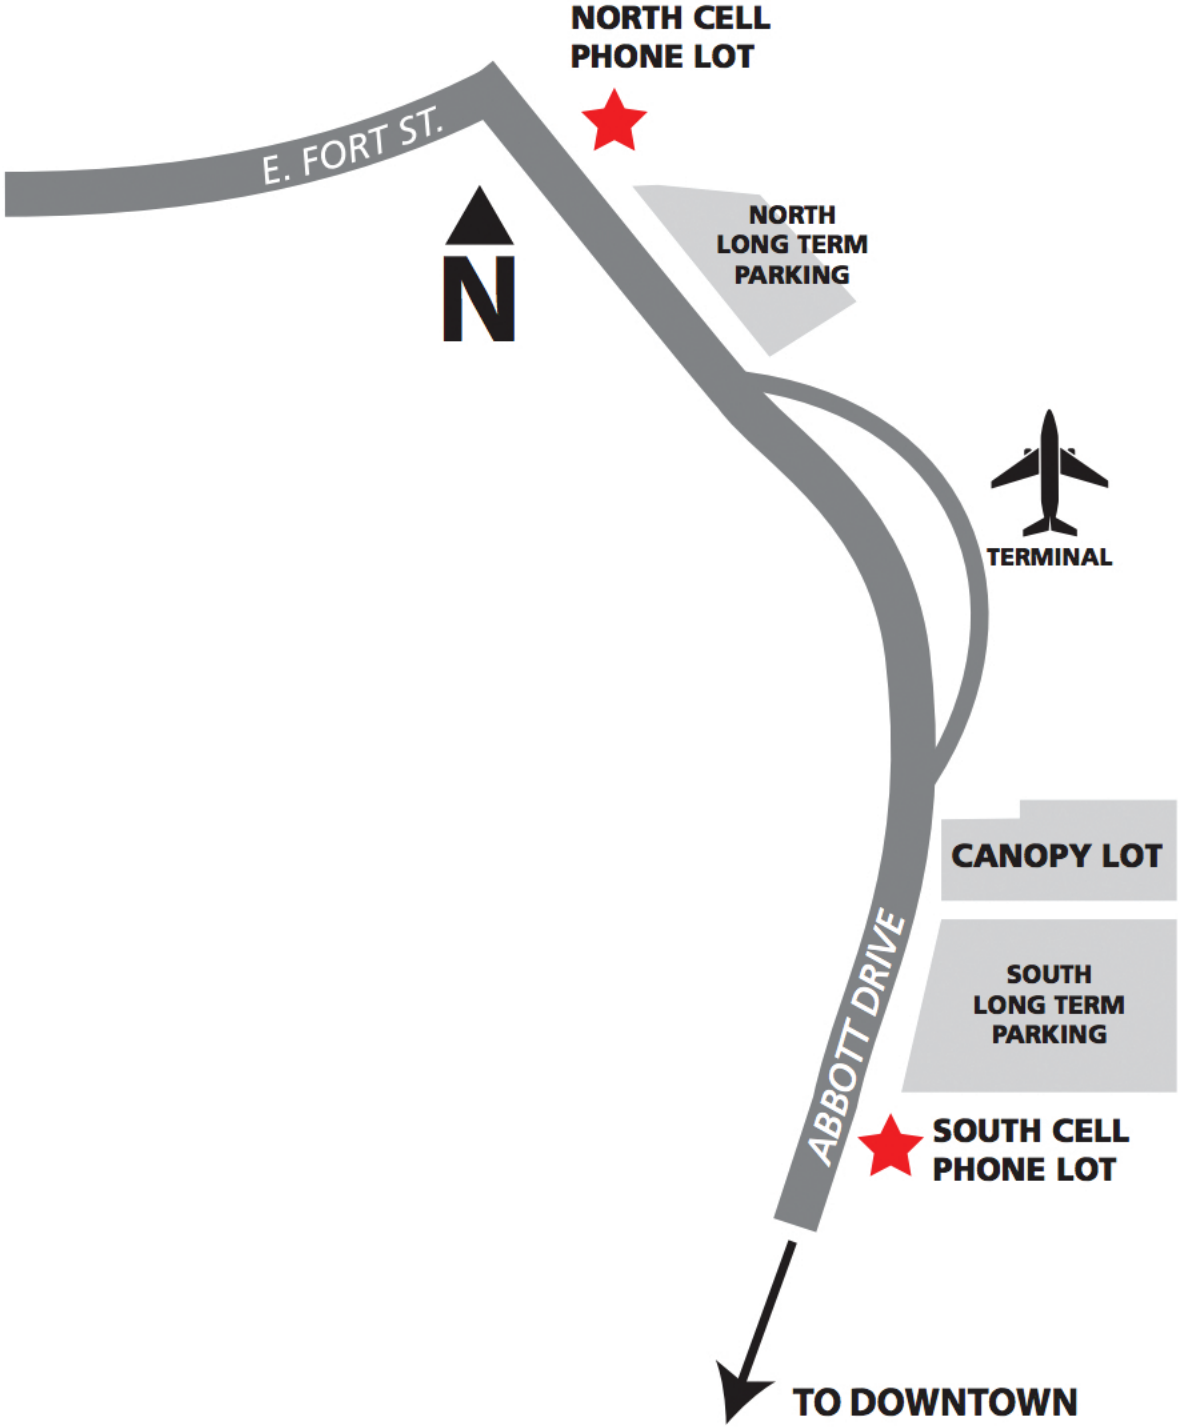 NORTH CELL
PHONE LOT
E. FORT ST.
N
NORTH
LONG TERM
PARKING
TERMINAL
CANOPY LOT
ABBOTT DRIVE
SOUTH
LONG TERM
PARKING
SOUTH CELL
PHONE LOT
TO DOWNTOWN